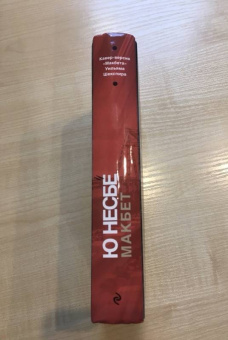 Кавер-версия
«Макбета»
Уильяма
Шекспира
Ю НЕСБЁ
МАКБЕТ